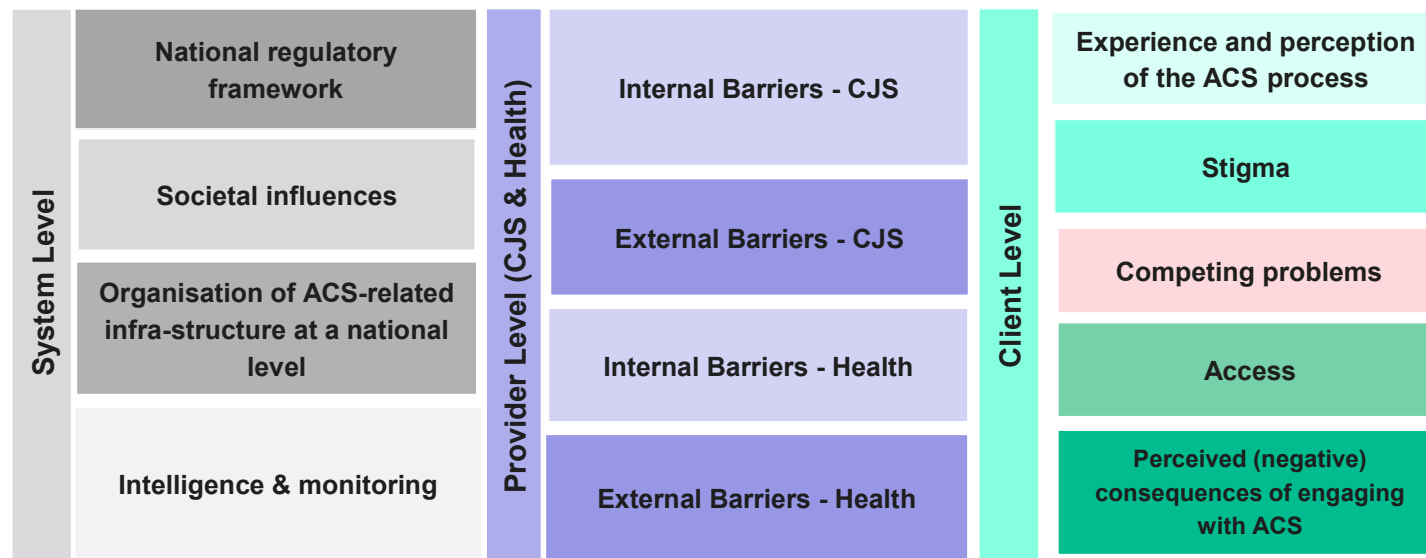 System Level
National regulatory
framework
Societal influences
Organisation of ACS-related
infra-structure at a national
level
Intelligence & monitoring
Provider Level (CJS & Health)
Internal Barriers - CJS
External Barriers - CJS
Internal Barriers - Health
External Barriers - Health
Client Level
Experience and perception
of the ACS process
Stigma
Competing problems
Access
Perceived (negative)
consequences of engaging
with ACS